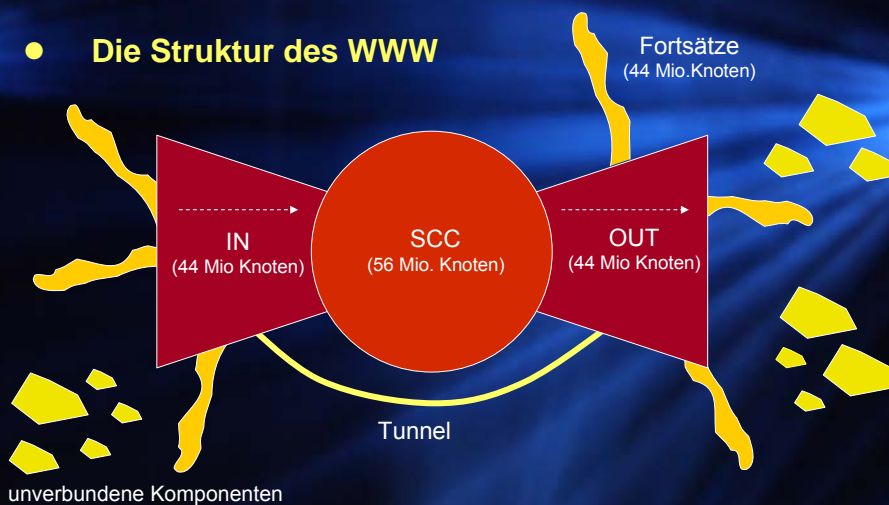 Die Struktur des WWW
Fortsätze
(44 Mio.Knoten)
IN
(44 Mio Knoten)
SCC
(56 Mio. Knoten)
OUT
(44 Mio Knoten)
Tunnel
unverbundene Komponenten